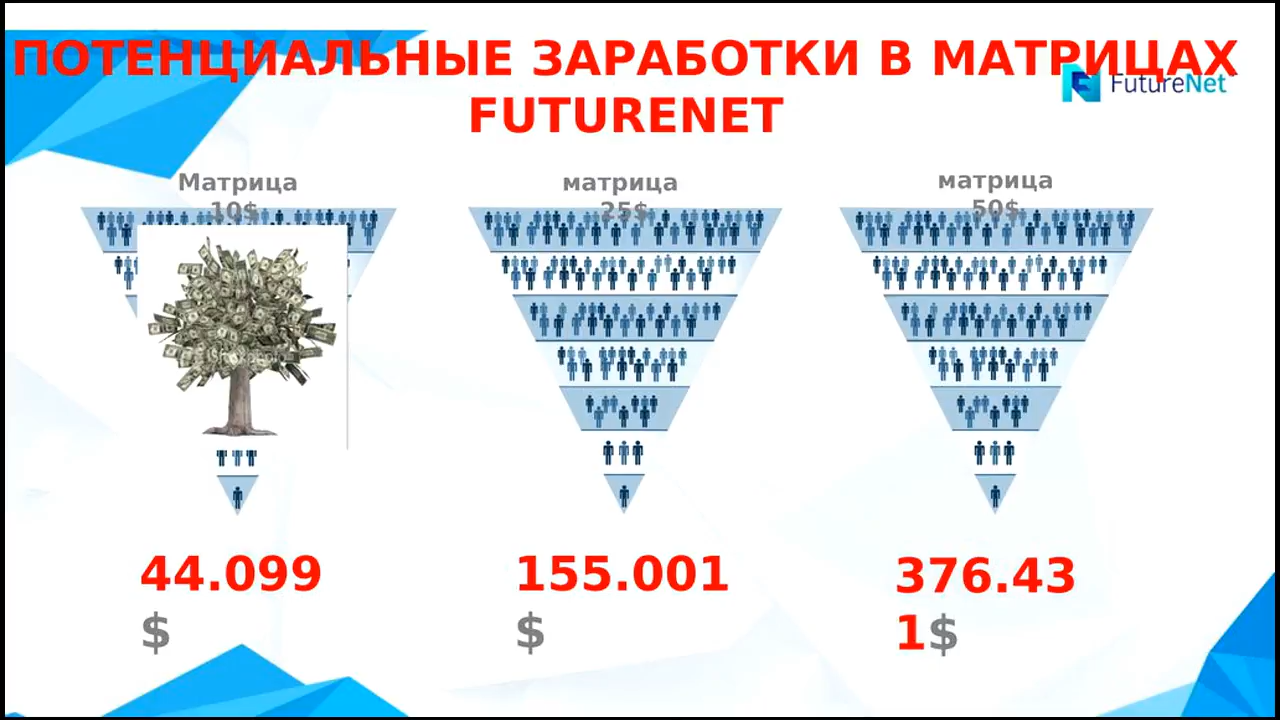 ПОТЕНЦИАЛЬНЫЕ ЗАРАБОТКИ В МАТРИЦАХ
FUTURENET
FutureNet
Матрица
10$
матрица
25$
матрица
50$
44.099
$
155.001
$
376.43
1$